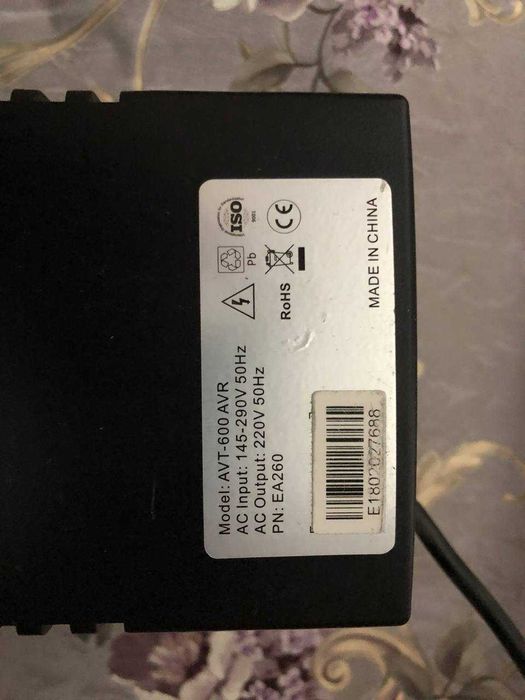 Model: AVT-600 AVR
AC Input: 145-290V 50Hz
AC Output: 220V 50Hz
PN: EA260
E1802027688
Pb
ISO
9001
RoHS
CE
MADE IN CHINA